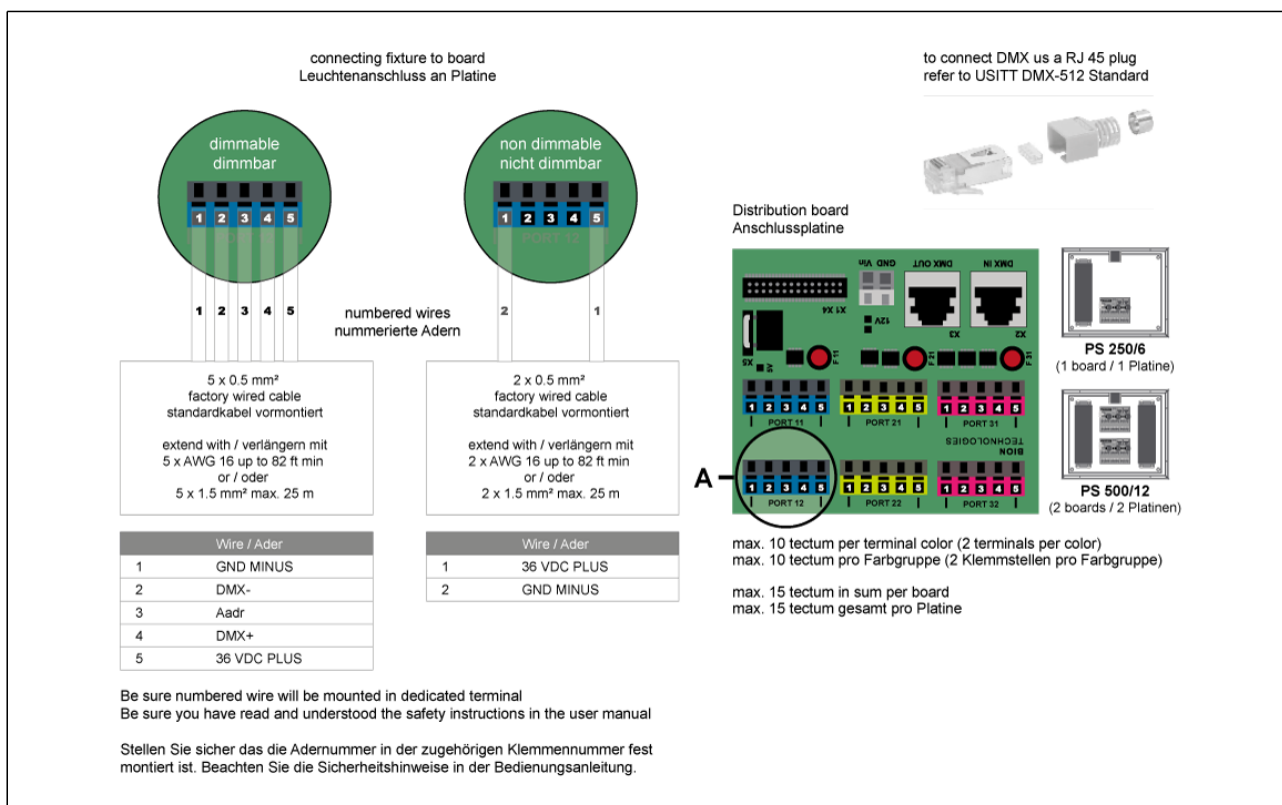 connecting fixture to board
Leuchtenanschluss an Platine
dimmable
dimmbar
1 2 3 4 5
non dimmable
nicht dimmbar
1 2 3 4 5
PORT 12
1 2 3 4 5
numbered wires
nummerierte Adern
2 1
5 x 0.5 mm²
factory wired cable
standardkabel vormontiert
extend with / verlängern mit
5 x AWG 16 up to 82 ft min
or / oder
5 x 1.5 mm² max. 25 m
2 x 0.5 mm²
factory wired cable
standardkabel vormontiert
extend with / verlängern mit
2 x AWG 16 up to 82 ft min
or / oder
2 x 1.5 mm² max. 25 m
Wire / Ader
1 GND MINUS
2 DMX-
3 Aadr
4 DMX+
5 36 VDC PLUS
Wire / Ader
1 36 VDC PLUS
2 GND MINUS
Be sure numbered wire will be mounted in dedicated terminal
Be sure you have read and understood the safety instructions in the user manual
Stellen Sie sicher das die Adernummer in der zugehörigen Klemmennummer fest
montiert ist. Beachten Sie die Sicherheitshinweise in der Bedienungsanleitung.
to connect DMX us a RJ 45 plug
refer to USITT DMX-512 Standard
Distribution board
Anschlussplatine
Vin GND DMX OUT DMX IN
X1 X4
12V
X3 X2
X5
5V
F11 F21 F31
1 2 3 4 5 1 2 3 4 5 1 2 3 4 5
PORT 11 PORT 21 PORT 31
BION
TECHNOLOGIES
A
1 2 3 4 5 1 2 3 4 5 1 2 3 4 5
PORT 12 PORT 22 PORT 32
PS 250/6
(1 board / 1 Platine)
PS 500/12
(2 boards / 2 Platinen)
max. 10 tectum per terminal color (2 terminals per color)
max. 10 tectum pro Farbgruppe (2 Klemmstellen pro Farbgruppe)
max. 15 tectum in sum per board
max. 15 tectum gesamt pro Platine